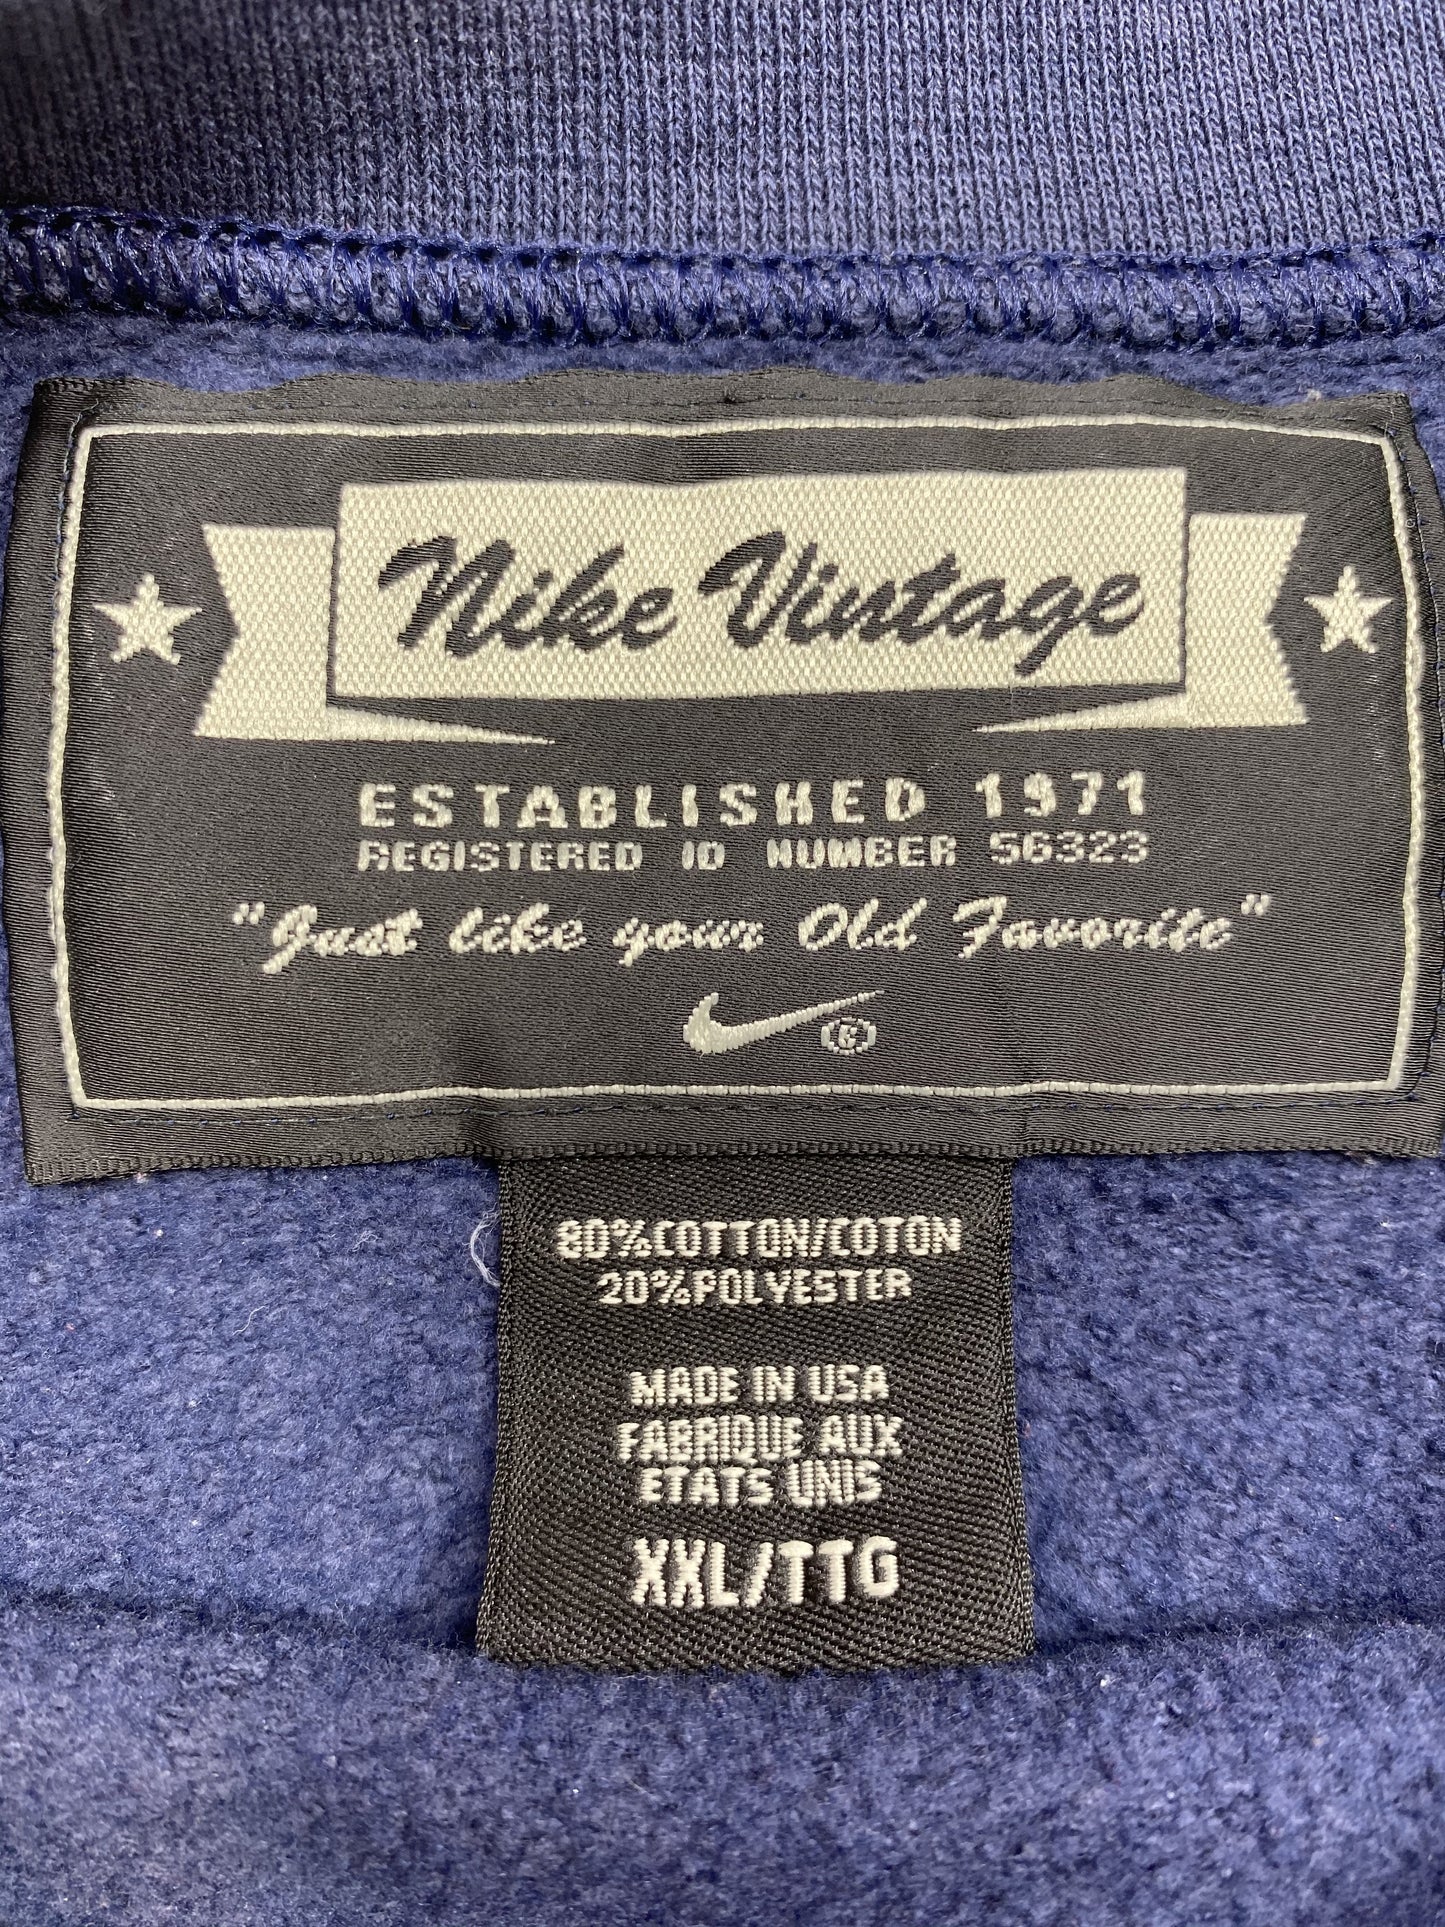 Nike Vintage
ESTABLISHED 1971
REGISTERED ID NUMBER 56323
"Just like your Old Favorite"
80%COTTON/COTON
20%POLYESTER
MADE IN USA
FABRIQUE AUX
ETATS UNIS
XXL/TTG